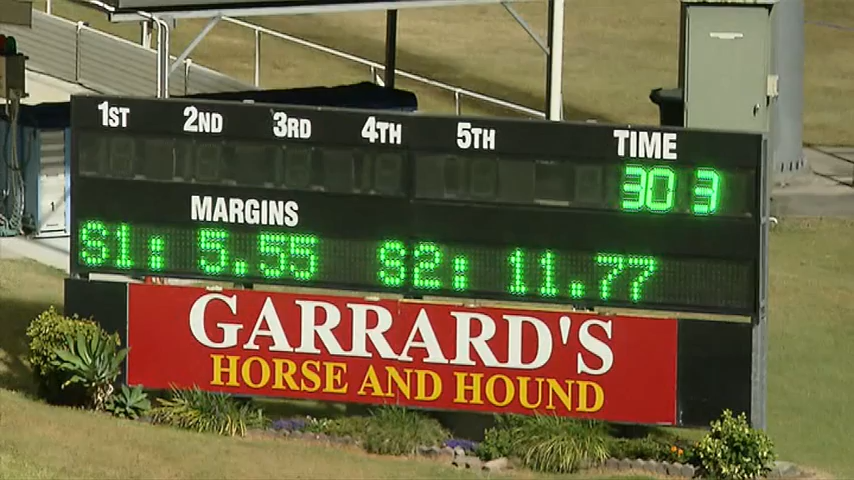 1ST 2ND 3RD 4TH 5TH TIME
30 3
MARGINS
S1: 5.55 S2: 11.77
GARRARD'S
HORSE AND HOUND
1